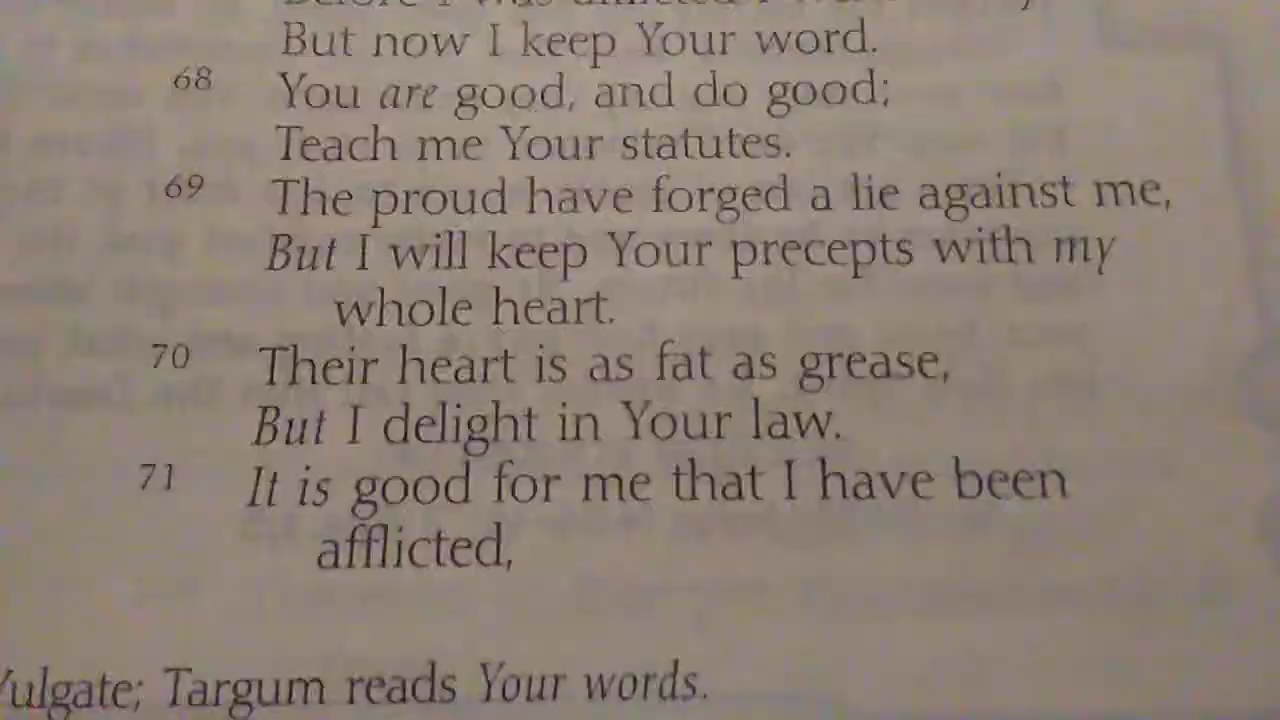 But now I keep Your word.
68 You are good, and do good;
Teach me Your statutes.
69 The proud have forged a lie against me,
But I will keep Your precepts with my
whole heart.
70 Their heart is as fat as grease,
But I delight in Your law.
71 It is good for me that I have been
afflicted,
Vulgate; Targum reads Your words.